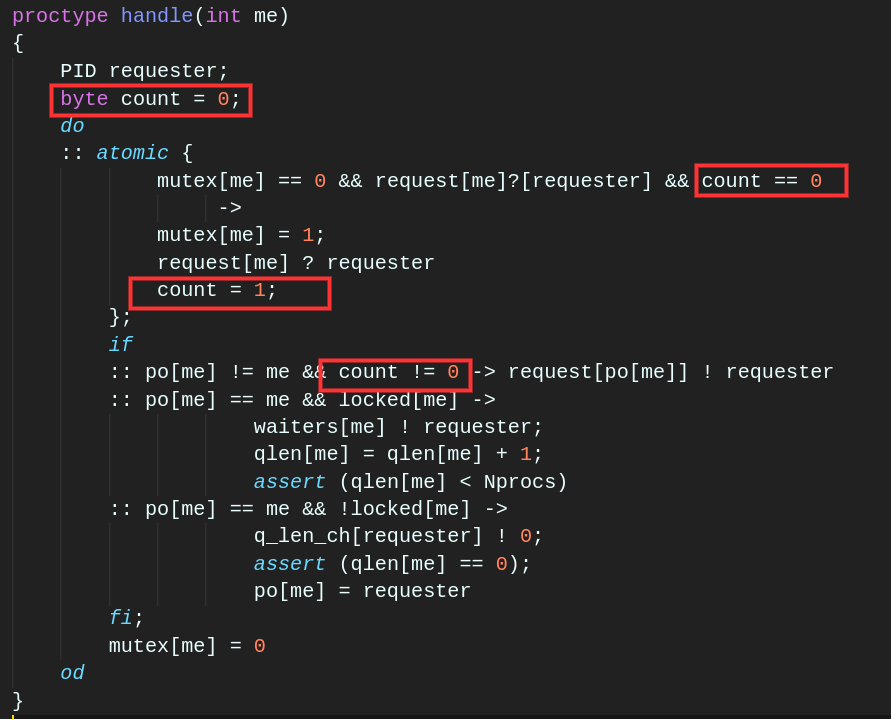 proctype handle(int me)
{
PID requester;
byte count = 0;
do
:: atomic {
mutex[me] == 0 && request[me]?[requester] && count == 0
->
mutex[me] = 1;
request[me] ? requester
count = 1;
};
if
:: po[me] != me && count != 0 -> request[po[me]] ! requester
:: po[me] == me && locked[me] ->
waiters[me] ! requester;
qlen[me] = qlen[me] + 1;
assert (qlen[me] < Nprocs)
:: po[me] == me && !locked[me] ->
q_len_ch[requester] ! 0;
assert (qlen[me] == 0);
po[me] = requester
fi;
mutex[me] = 0
od
}